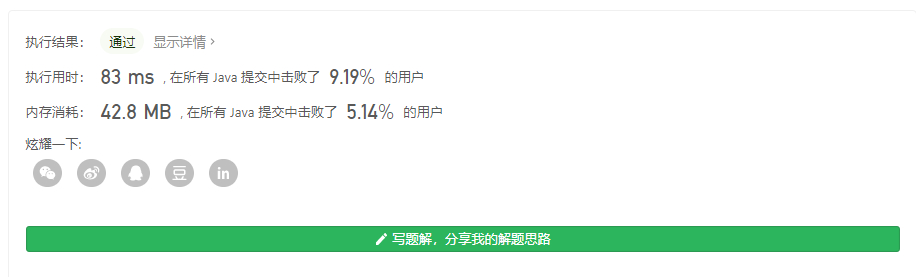 执行结果： 通过 显示详情 >
执行用时： 83 ms , 在所有 Java 提交中击败了 9.19% 的用户
内存消耗： 42.8 MB , 在所有 Java 提交中击败了 5.14% 的用户
炫耀一下:
豆 in
写题解，分享我的解题思路